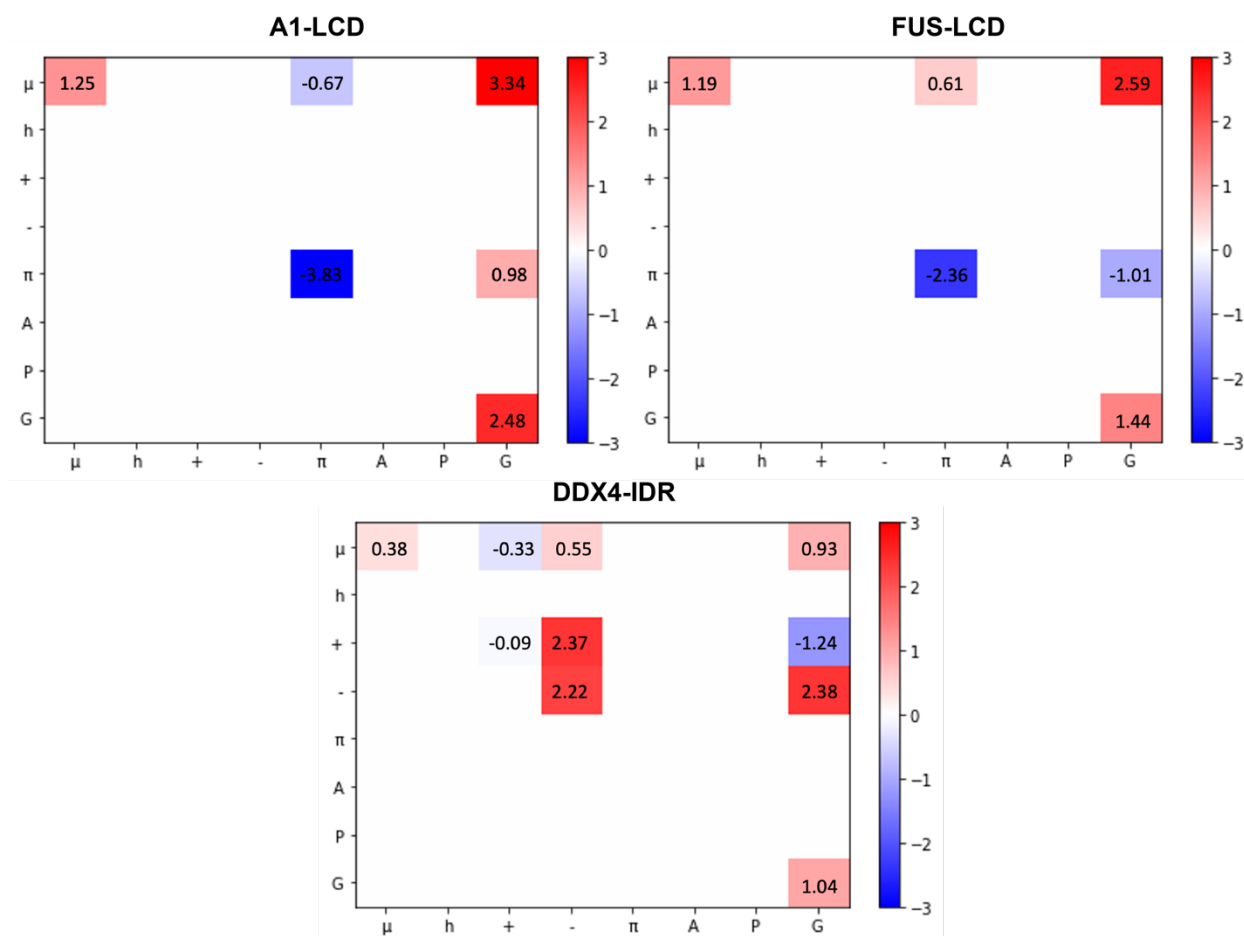 A1-LCD
FUS-LCD
μ 1.25 -0.67 3.34 3
h 2
+ 1
- 0
π -3.83 0.98 −1
A
P −2
G 2.48 −3
μ h + - π A P G
μ 1.19 0.61 2.59 3
h 2
+ 1
- 0
π -2.36 -1.01 −1
A
P −2
G 1.44 −3
μ h + - π A P G
DDX4-IDR
μ 0.38 -0.33 0.55 0.93 3
h 2
+ -0.09 2.37 -1.24 1
- 2.22 2.38 0
π
A −1
P −2
G 1.04 −3
μ h + - π A P G